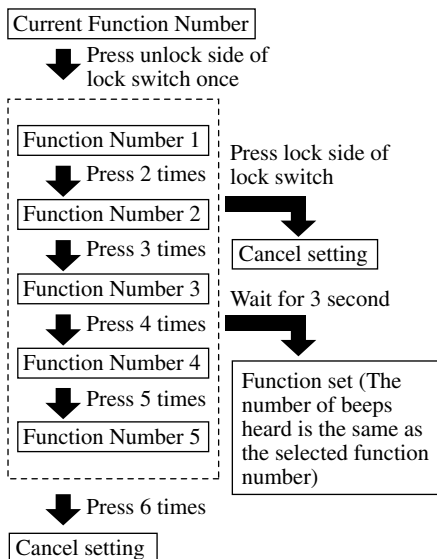 Current Function Number
Press unlock side of
lock switch once
Function Number 1
Press 2 times
Function Number 2
Press 3 times
Function Number 3
Press 4 times
Function Number 4
Press 5 times
Function Number 5
Press 6 times
Cancel setting
Press lock side of
lock switch
Cancel setting
Wait for 3 second
Function set (The
number of beeps
heard is the same as
the selected function
number)